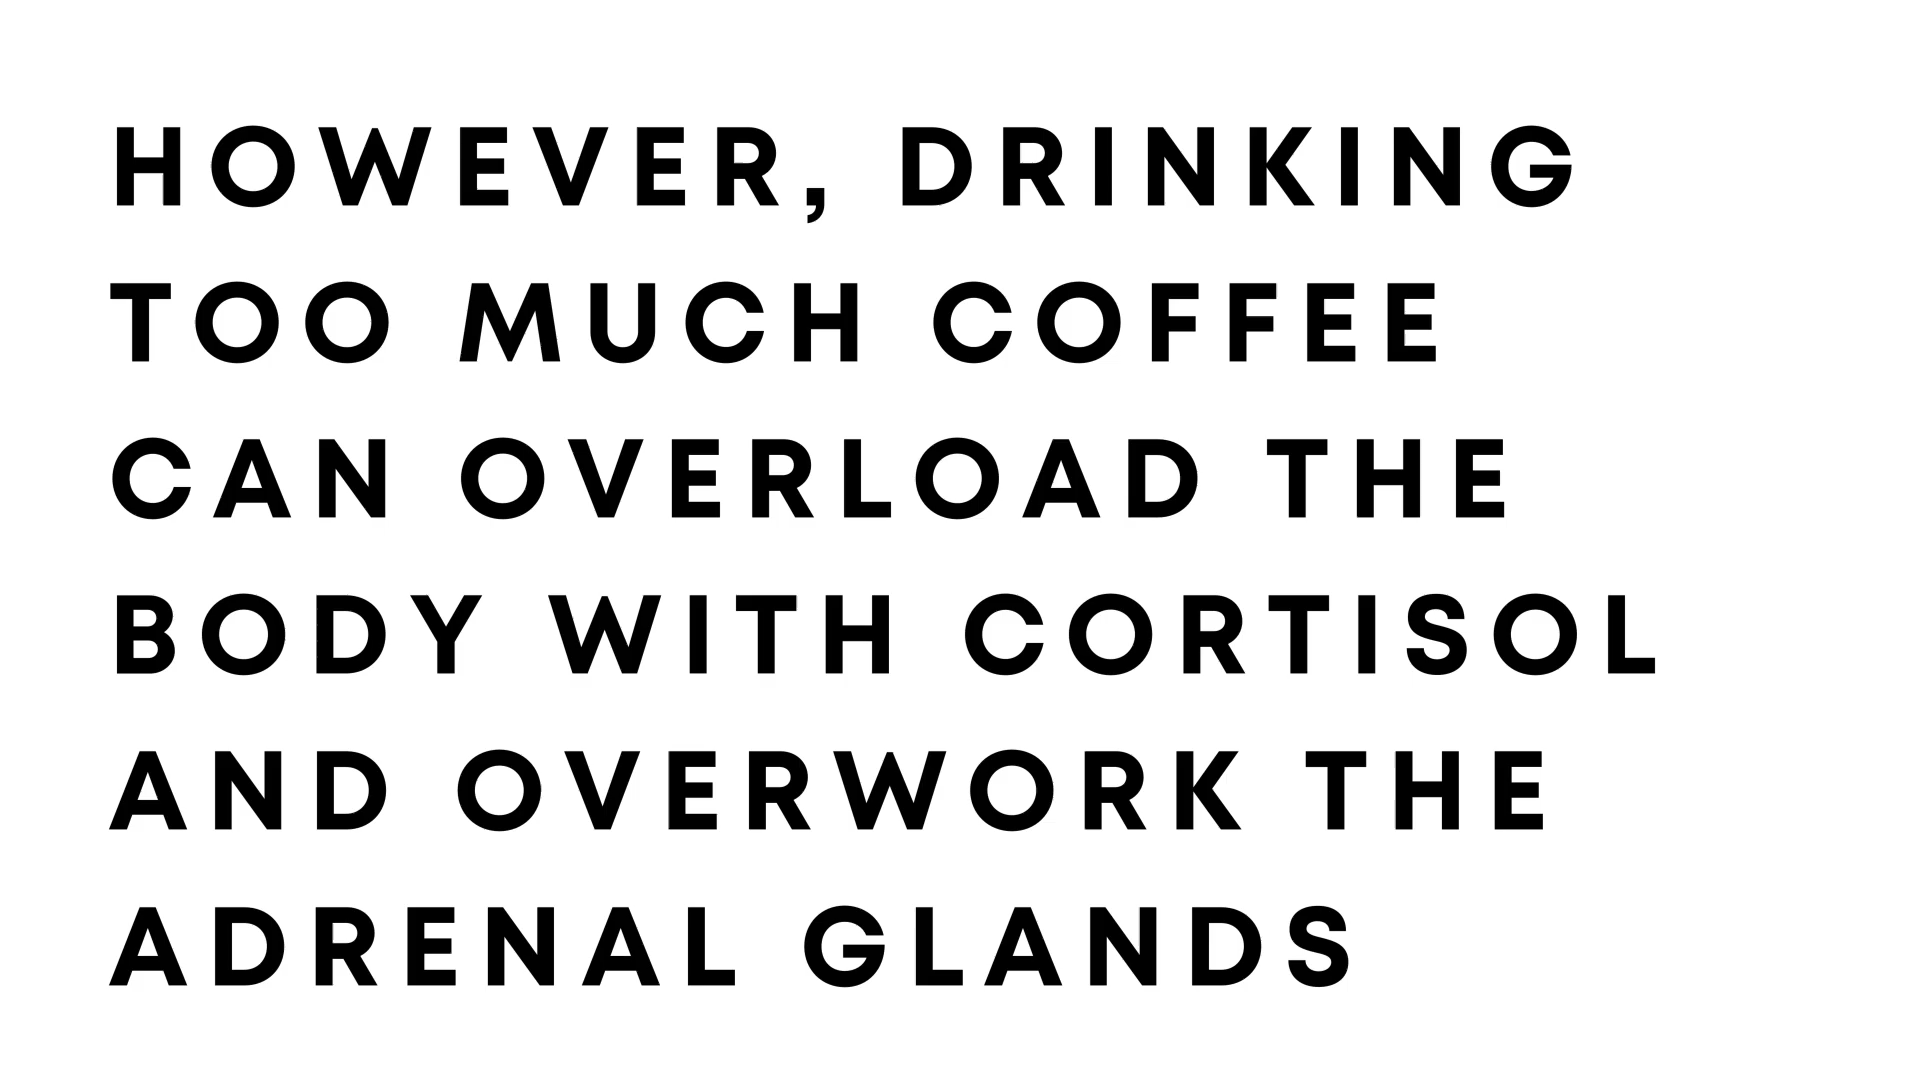 HOWEVER, DRINKING
TOO MUCH COFFEE
CAN OVERLOAD THE
BODY WITH CORTISOL
AND OVERWORK THE
ADRENAL GLANDS